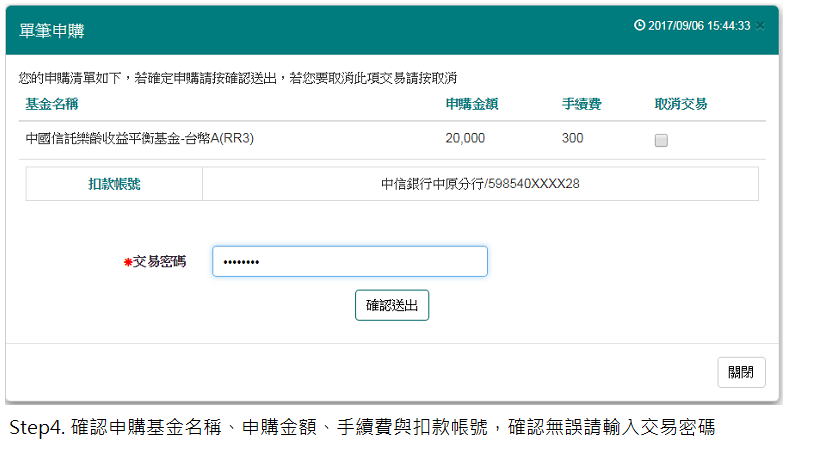 單筆申購 2017/09/06 15:44:33 ×
您的申購清單如下，若確定申購請按確認送出，若您要取消此項交易請按取消
基金名稱 申購金額 手續費 取消交易
中國信託樂齡收益平衡基金-台幣A(RR3) 20,000 300
扣款帳號 中信銀行中原分行/598540XXXX28
*交易密碼 ••••••••
確認送出
關閉
Step4. 確認申購基金名稱、申購金額、手續費與扣款帳號，確認無誤請輸入交易密碼